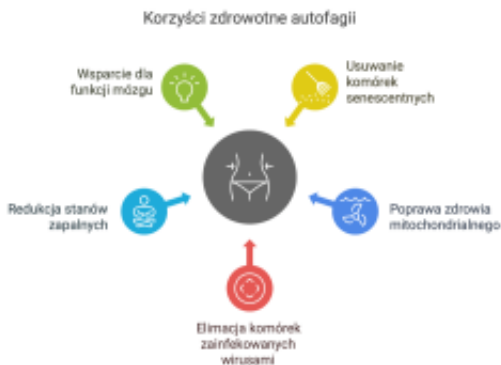 Korzyści zdrowotne autofagii
Wsparcie dla
funkcji mózgu
Usuwanie
komórek
senescentnych
Redukcja stanów
zapalnych
Poprawa zdrowia
mitochondrialnego
Elimacja komórek
zainfekowanych
wirusami